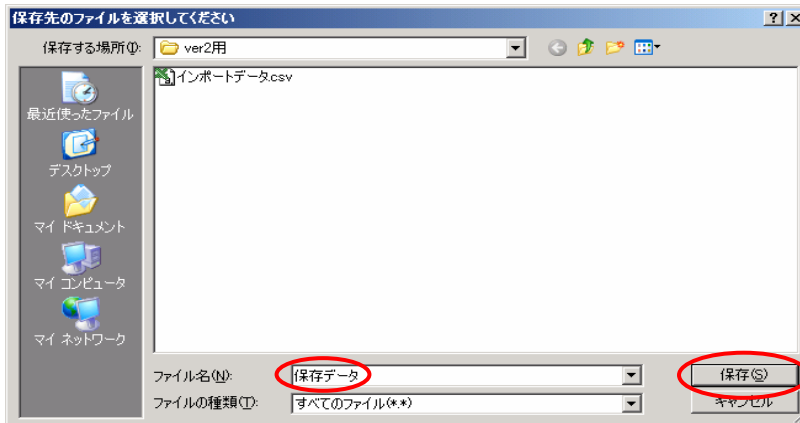 保存先のファイルを選択してください
保存する場所(I):
ver2用
インポートデータ.csv
最近使ったファイル
デスクトップ
マイ ドキュメント
マイ コンピュータ
マイ ネットワーク
ファイル名(N):
保存データ
保存(S)
ファイルの種類(T):
すべてのファイル(*.*)
キャンセル